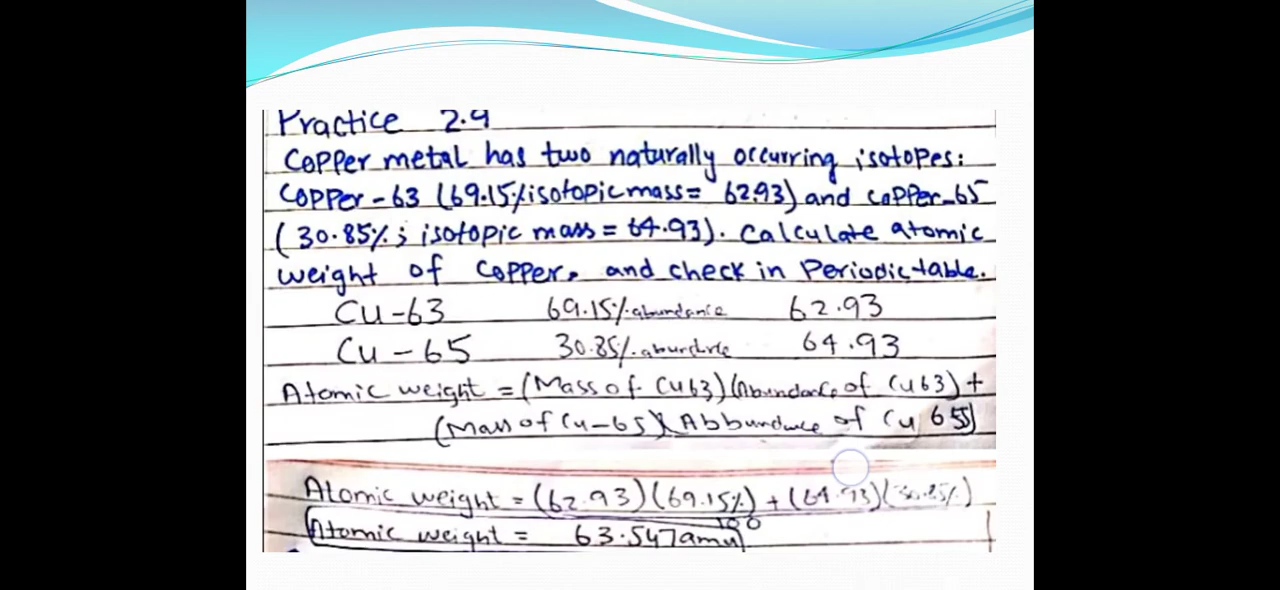 Practice 2.9
Copper metal has two naturally occurring isotopes:
Copper-63 (69.15% isotopic mass = 62.93) and copper-65
(30.85%; isotopic mass = 64.93). Calculate atomic
weight of copper, and check in Periodic table.
Cu-63 69.15% abundance 62.93
Cu-65 30.85% abundance 64.93
Atomic weight = (Mass of Cu63)(Abundance of Cu63) +
(Mass of Cu-65)(Abbundance of Cu 65)
Atomic weight = (62.93)(69.15%) + (64.93)(30.85%)
100
Atomic weight = 63.547amu